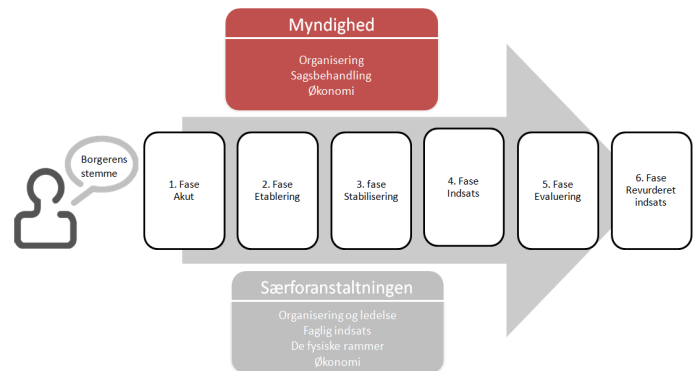 Myndighed
Organisering
Sagsbehandling
Økonomi
Borgerens
stemme
1. Fase
Akut
2. Fase
Etablering
3. fase
Stabilisering
4. Fase
Indsats
5. Fase
Evaluering
6. Fase
Revurderet
indsats
Særforanstaltningen
Organisering og ledelse
Faglig indsats
De fysiske rammer
Økonomi